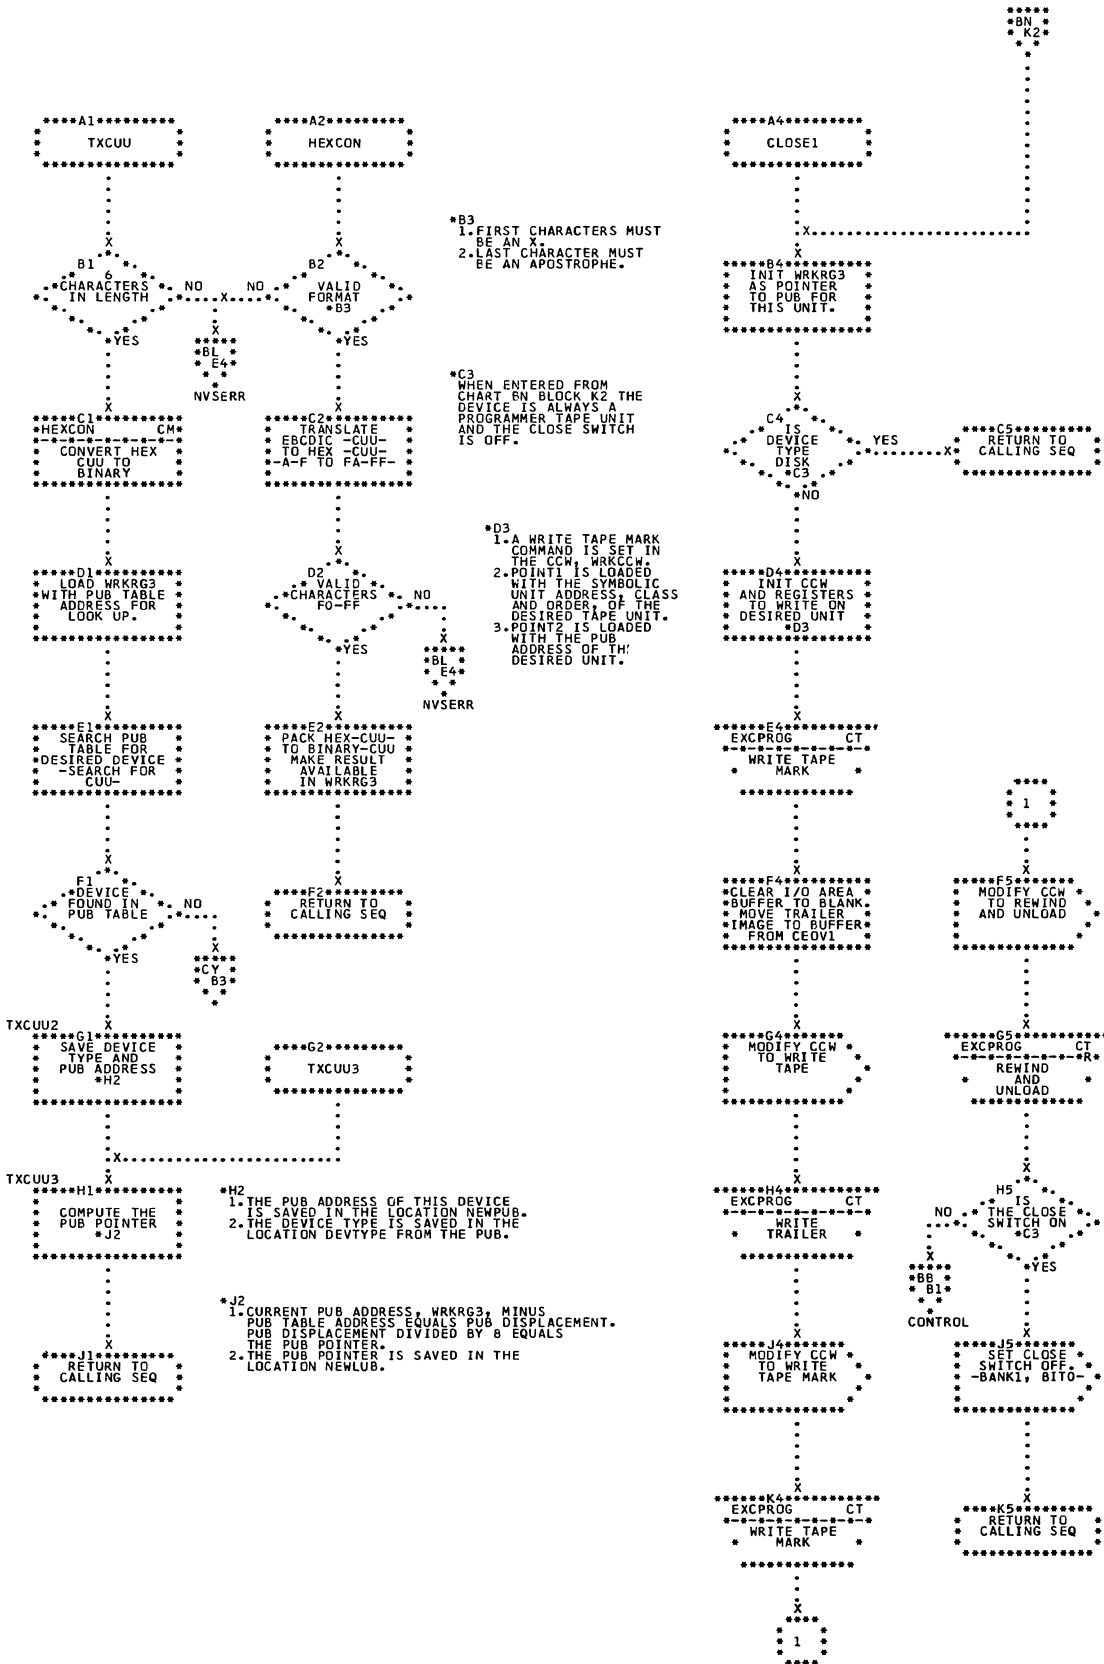 BN
K2
A1
TXCUU
B1
6
CHARACTERS
IN LENGTH
NO
YES
BL
E4
NVSERR
C1
HEXCON CM
CONVERT HEX
CUU TO
BINARY
D1
LOAD WRKRG3
WITH PUB TABLE
ADDRESS FOR
LOOK UP.
E1
SEARCH PUB
TABLE FOR
DESIRED DEVICE
-SEARCH FOR
CUU-
F1
DEVICE
FOUND IN
PUB TABLE
NO
YES
CY
B3
TXCUU2
G1
SAVE DEVICE
TYPE AND
PUB ADDRESS
*H2
TXCUU3
H1
COMPUTE THE
PUB POINTER
*J2
J1
RETURN TO
CALLING SEQ
A2
HEXCON
B2
VALID
FORMAT
*B3
NO
YES
C2
TRANSLATE
EBCDIC -CUU-
TO HEX -CUU-
-A-F TO FA-FF-
D2
VALID
CHARACTERS
F0-FF
NO
YES
BL
E4
NVSERR
E2
PACK HEX-CUU-
TO BINARY-CUU
MAKE RESULT
AVAILABLE
IN WRKRG3
F2
RETURN TO
CALLING SEQ
G2
TXCUU3
*B3
1.FIRST CHARACTERS MUST
BE AN X.
2.LAST CHARACTER MUST
BE AN APOSTROPHE.
*C3
WHEN ENTERED FROM
CHART BN BLOCK K2 THE
DEVICE IS ALWAYS A
PROGRAMMER TAPE UNIT
AND THE CLOSE SWITCH
IS OFF.
*D3
1.A WRITE TAPE MARK
COMMAND IS SET IN
THE CCW, WRKCCW.
2.POINT1 IS LOADED
WITH THE SYMBOLIC
UNIT ADDRESS, CLASS
AND ORDER, OF THE
DESIRED TAPE UNIT.
3.POINT2 IS LOADED
WITH THE PUB
ADDRESS OF TH'
DESIRED UNIT.
*H2
1.THE PUB ADDRESS OF THIS DEVICE
IS SAVED IN THE LOCATION NEWPUB.
2.THE DEVICE TYPE IS SAVED IN THE
LOCATION DEVTYPE FROM THE PUB.
*J2
1.CURRENT PUB ADDRESS, WRKRG3, MINUS
PUB TABLE ADDRESS EQUALS PUB DISPLACEMENT.
PUB DISPLACEMENT DIVIDED BY 8 EQUALS
THE PUB POINTER.
2.THE PUB POINTER IS SAVED IN THE
LOCATION NEWLUB.
A4
CLOSE1
B4
INIT WRKRG3
AS POINTER
TO PUB FOR
THIS UNIT.
C4
IS
DEVICE
TYPE
DISK
*C3
YES
NO
C5
RETURN TO
CALLING SEQ
D4
INIT CCW
AND REGISTERS
TO WRITE ON
DESIRED UNIT
*D3
E4
EXCPROG CT
WRITE TAPE
MARK
F4
CLEAR I/O AREA
BUFFER TO BLANK.
MOVE TRAILER
IMAGE TO BUFFER
FROM CEOV1
G4
MODIFY CCW
TO WRITE
TAPE
H4
EXCPROG CT
WRITE
TRAILER
J4
MODIFY CCW
TO WRITE
TAPE MARK
K4
EXCPROG CT
WRITE TAPE
MARK
1
1
F5
MODIFY CCW
TO REWIND
AND UNLOAD
G5
EXCPROG CT
R
REWIND
AND
UNLOAD
H5
IS
THE CLOSE
SWITCH ON
*C3
NO
YES
BB
B1
CONTROL
J5
SET CLOSE
SWITCH OFF.
-BANK1, BIT0-
K5
RETURN TO
CALLING SEQ